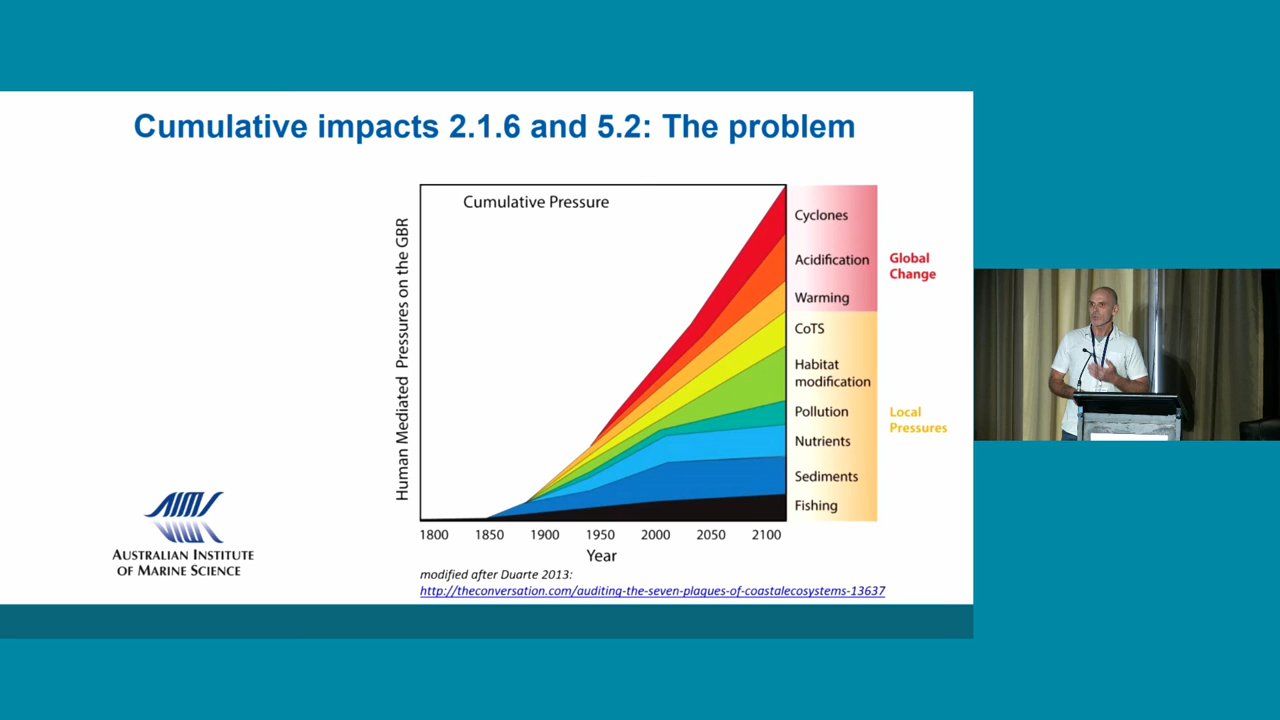 Cumulative impacts 2.1.6 and 5.2: The problem
Cumulative Pressure
Human Mediated Pressures on the GBR
Cyclones
Acidification
Warming
Global
Change
CoTS
Habitat
modification
Pollution
Nutrients
Sediments
Fishing
Local
Pressures
1800 1850 1900 1950 2000 2050 2100
Year
modified after Duarte 2013:
http://theconversation.com/auditing-the-seven-plaques-of-coastalecosystems-13637
AIMS
AUSTRALIAN INSTITUTE
OF MARINE SCIENCE